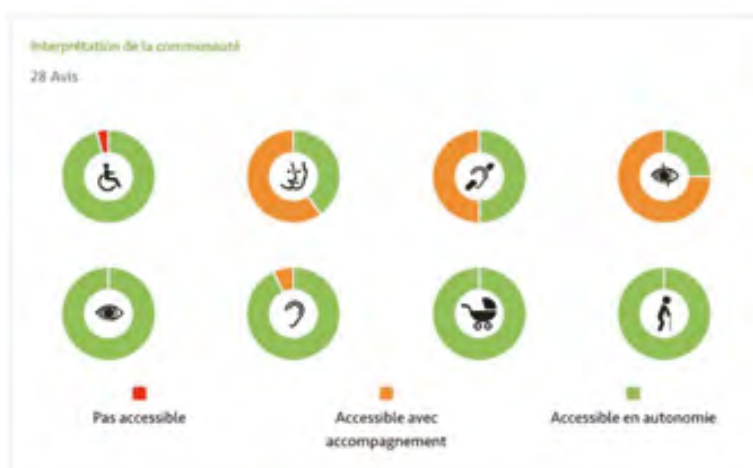 Interprétation de la communauté
28 Avis
Pas accessible
Accessible avec
accompagnement
Accessible en autonomie